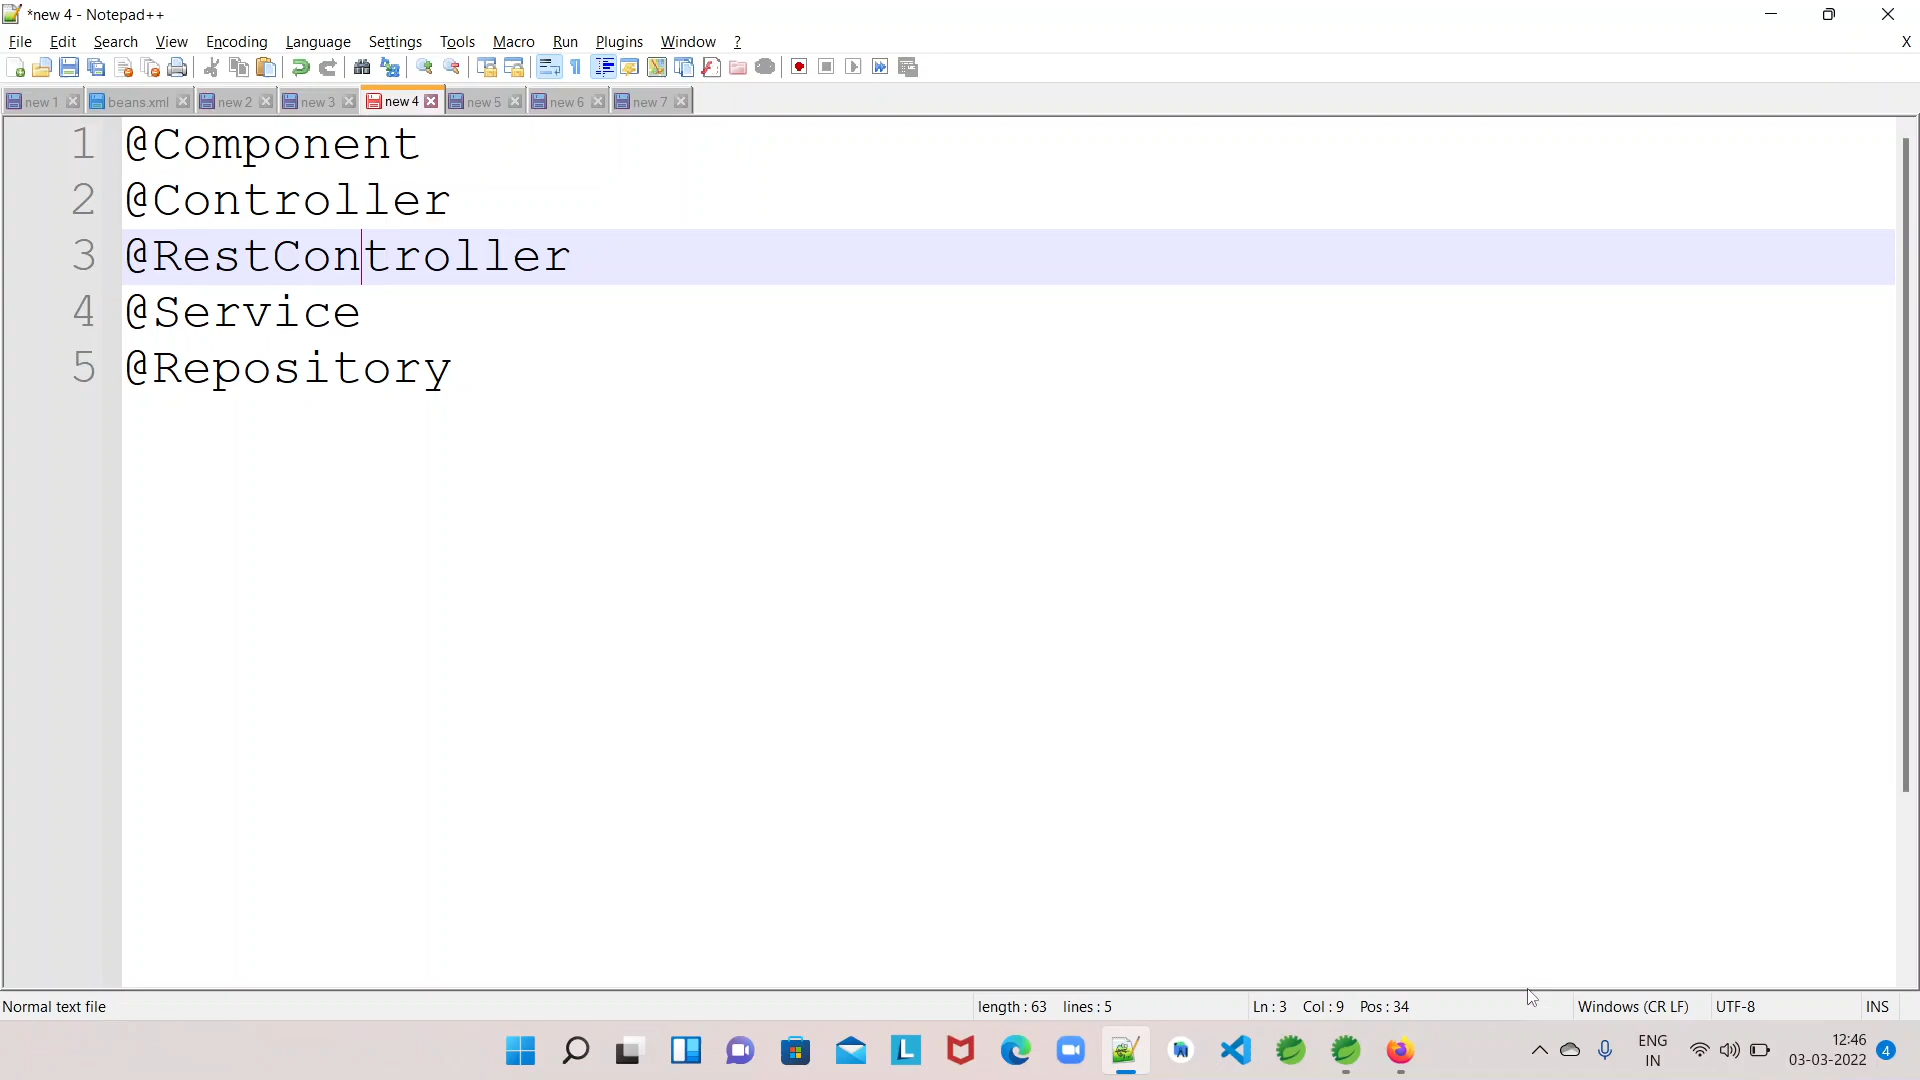 *new 4 - Notepad++
File Edit Search View Encoding Language Settings Tools Macro Run Plugins Window ? X
new 1 beans.xml new 2 new 3 new 4 new 5 new 6 new 7
1 @Component
2 @Controller
3 @RestController
4 @Service
5 @Repository
Normal text file length : 63 lines : 5 Ln : 3 Col : 9 Pos : 34 Windows (CR LF) UTF-8 INS
ENG IN 12:46 4
03-03-2022